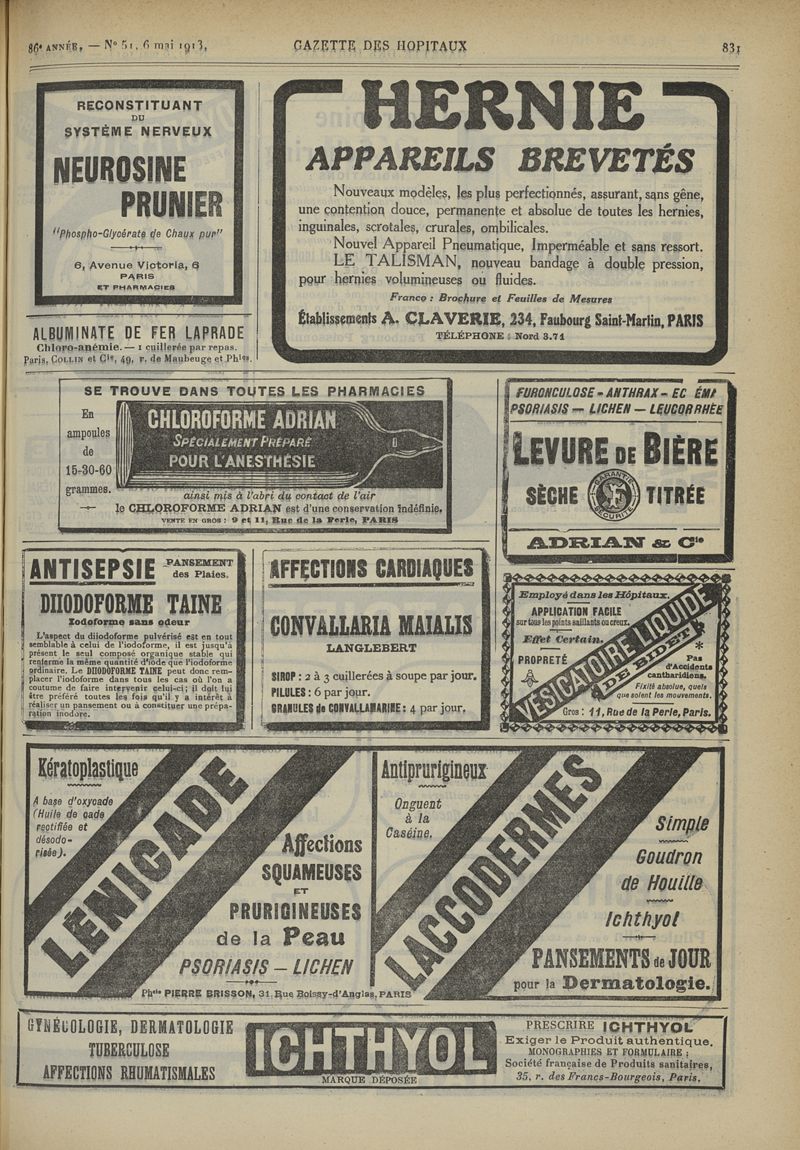 86e ANNÉE, — N° 51, 6 mai 1913,
GAZETTE DES HOPITAUX
831
RECONSTITUANT
DU
SYSTÈME NERVEUX
NEUROSINE
PRUNIER
"Phospho-Glycérate de Chaux pur"
6, Avenue Victoria, 6
PARIS
ET PHARMACIES
HERNIE
APPAREILS BREVETÉS
Nouveaux modèles, les plus perfectionnés, assurant, sans gêne,
une contention douce, permanente et absolue de toutes les hernies,
inguinales, scrotales, crurales, ombilicales.
Nouvel Appareil Pneumatique, Imperméable et sans ressort.
LE TALISMAN, nouveau bandage à double pression,
pour hernies volumineuses ou fluides.
Franco : Brochure et Feuilles de Mesures
Établissements A. CLAVERIE, 234, Faubourg Saint-Martin, PARIS
TÉLÉPHONE : Nord 3.71
ALBUMINATE DE FER LAPRADE
Chloro-anémie. — 1 cuillerée par repas.
Paris, COLLIN et Cie, 49, r. de Maubeuge et Phies.
SE TROUVE DANS TOUTES LES PHARMACIES
En
ampoules
de
15-30-60
grammes.
CHLOROFORME ADRIAN
SPÉCIALEMENT PRÉPARÉ
POUR L'ANESTHÉSIE
ainsi mis à l'abri du contact de l'air
le CHLOROFORME ADRIAN est d'une conservation indéfinie.
VENTE EN GROS : 9 et 11, Rue de la Perle, PARIS
FURONCULOSE - ANTHRAX - EC ÉMA
PSORIASIS — LICHEN — LEUCORRHÉE
LEVURE DE BIÈRE
SÈCHE
GARANTIE
SÉCURITÉ
TITRÉE
ADRIAN & Cie
ANTISEPSIE
PANSEMENT
des Plaies.
DIIODOFORME TAINE
Iodoforme sans odeur
L'aspect du diiodoforme pulvérisé est en tout
semblable à celui de l'iodoforme, il est jusqu'à
présent le seul composé organique stable qui
renferme la même quantité d'iode que l'iodoforme
ordinaire. Le DIIODOFORME TAINE peut donc rem-
placer l'iodoforme dans tous les cas où l'on a
coutume de faire intervenir celui-ci; il doit lui
être préféré toutes les fois qu'il y a intérêt à
réaliser un pansement ou à constituer une prépa-
ration inodore.
AFFECTIONS CARDIAQUES
CONVALLARIA MAIALIS
LANGLEBERT
SIROP : 2 à 3 cuillerées à soupe par jour.
PILULES : 6 par jour.
GRANULES de CONVALLAMARINE : 4 par jour.
Employé dans les Hôpitaux.
APPLICATION FACILE
sur tous les points saillants ou creux.
Effet Certain.
PROPRETÉ
VÉSICATOIRE LIQUIDE
DE BIDET
*
Pas
d'Accidents
cantharidiens.
Fixité absolue, quels
que soient les mouvements.
Gros : 11, Rue de la Perle, Paris.
Kératoplastique
A base d'oxycade
(Huile de cade
rectifiée et
désodo-
risée).
LÉNICADE
Affections
SQUAMEUSES
ET
PRURIGINEUSES
de la Peau
PSORIASIS — LICHEN
Antiprurigineux
Onguent
à la
Caséine.
LACCODERMES
Simple
Goudron
de Houille
Ichthyol
PANSEMENTS de JOUR
pour la Dermatologie.
Phie PIERRE BRISSON, 31, Rue Boissy-d'Anglas, PARIS
GYNÉCOLOGIE, DERMATOLOGIE
TUBERCULOSE
AFFECTIONS RHUMATISMALES
ICHTHYOL
MARQUE DÉPOSÉE
PRESCRIRE ICHTHYOL
Exiger le Produit authentique.
MONOGRAPHIES ET FORMULAIRE :
Société française de Produits sanitaires,
35, r. des Francs-Bourgeois, Paris.